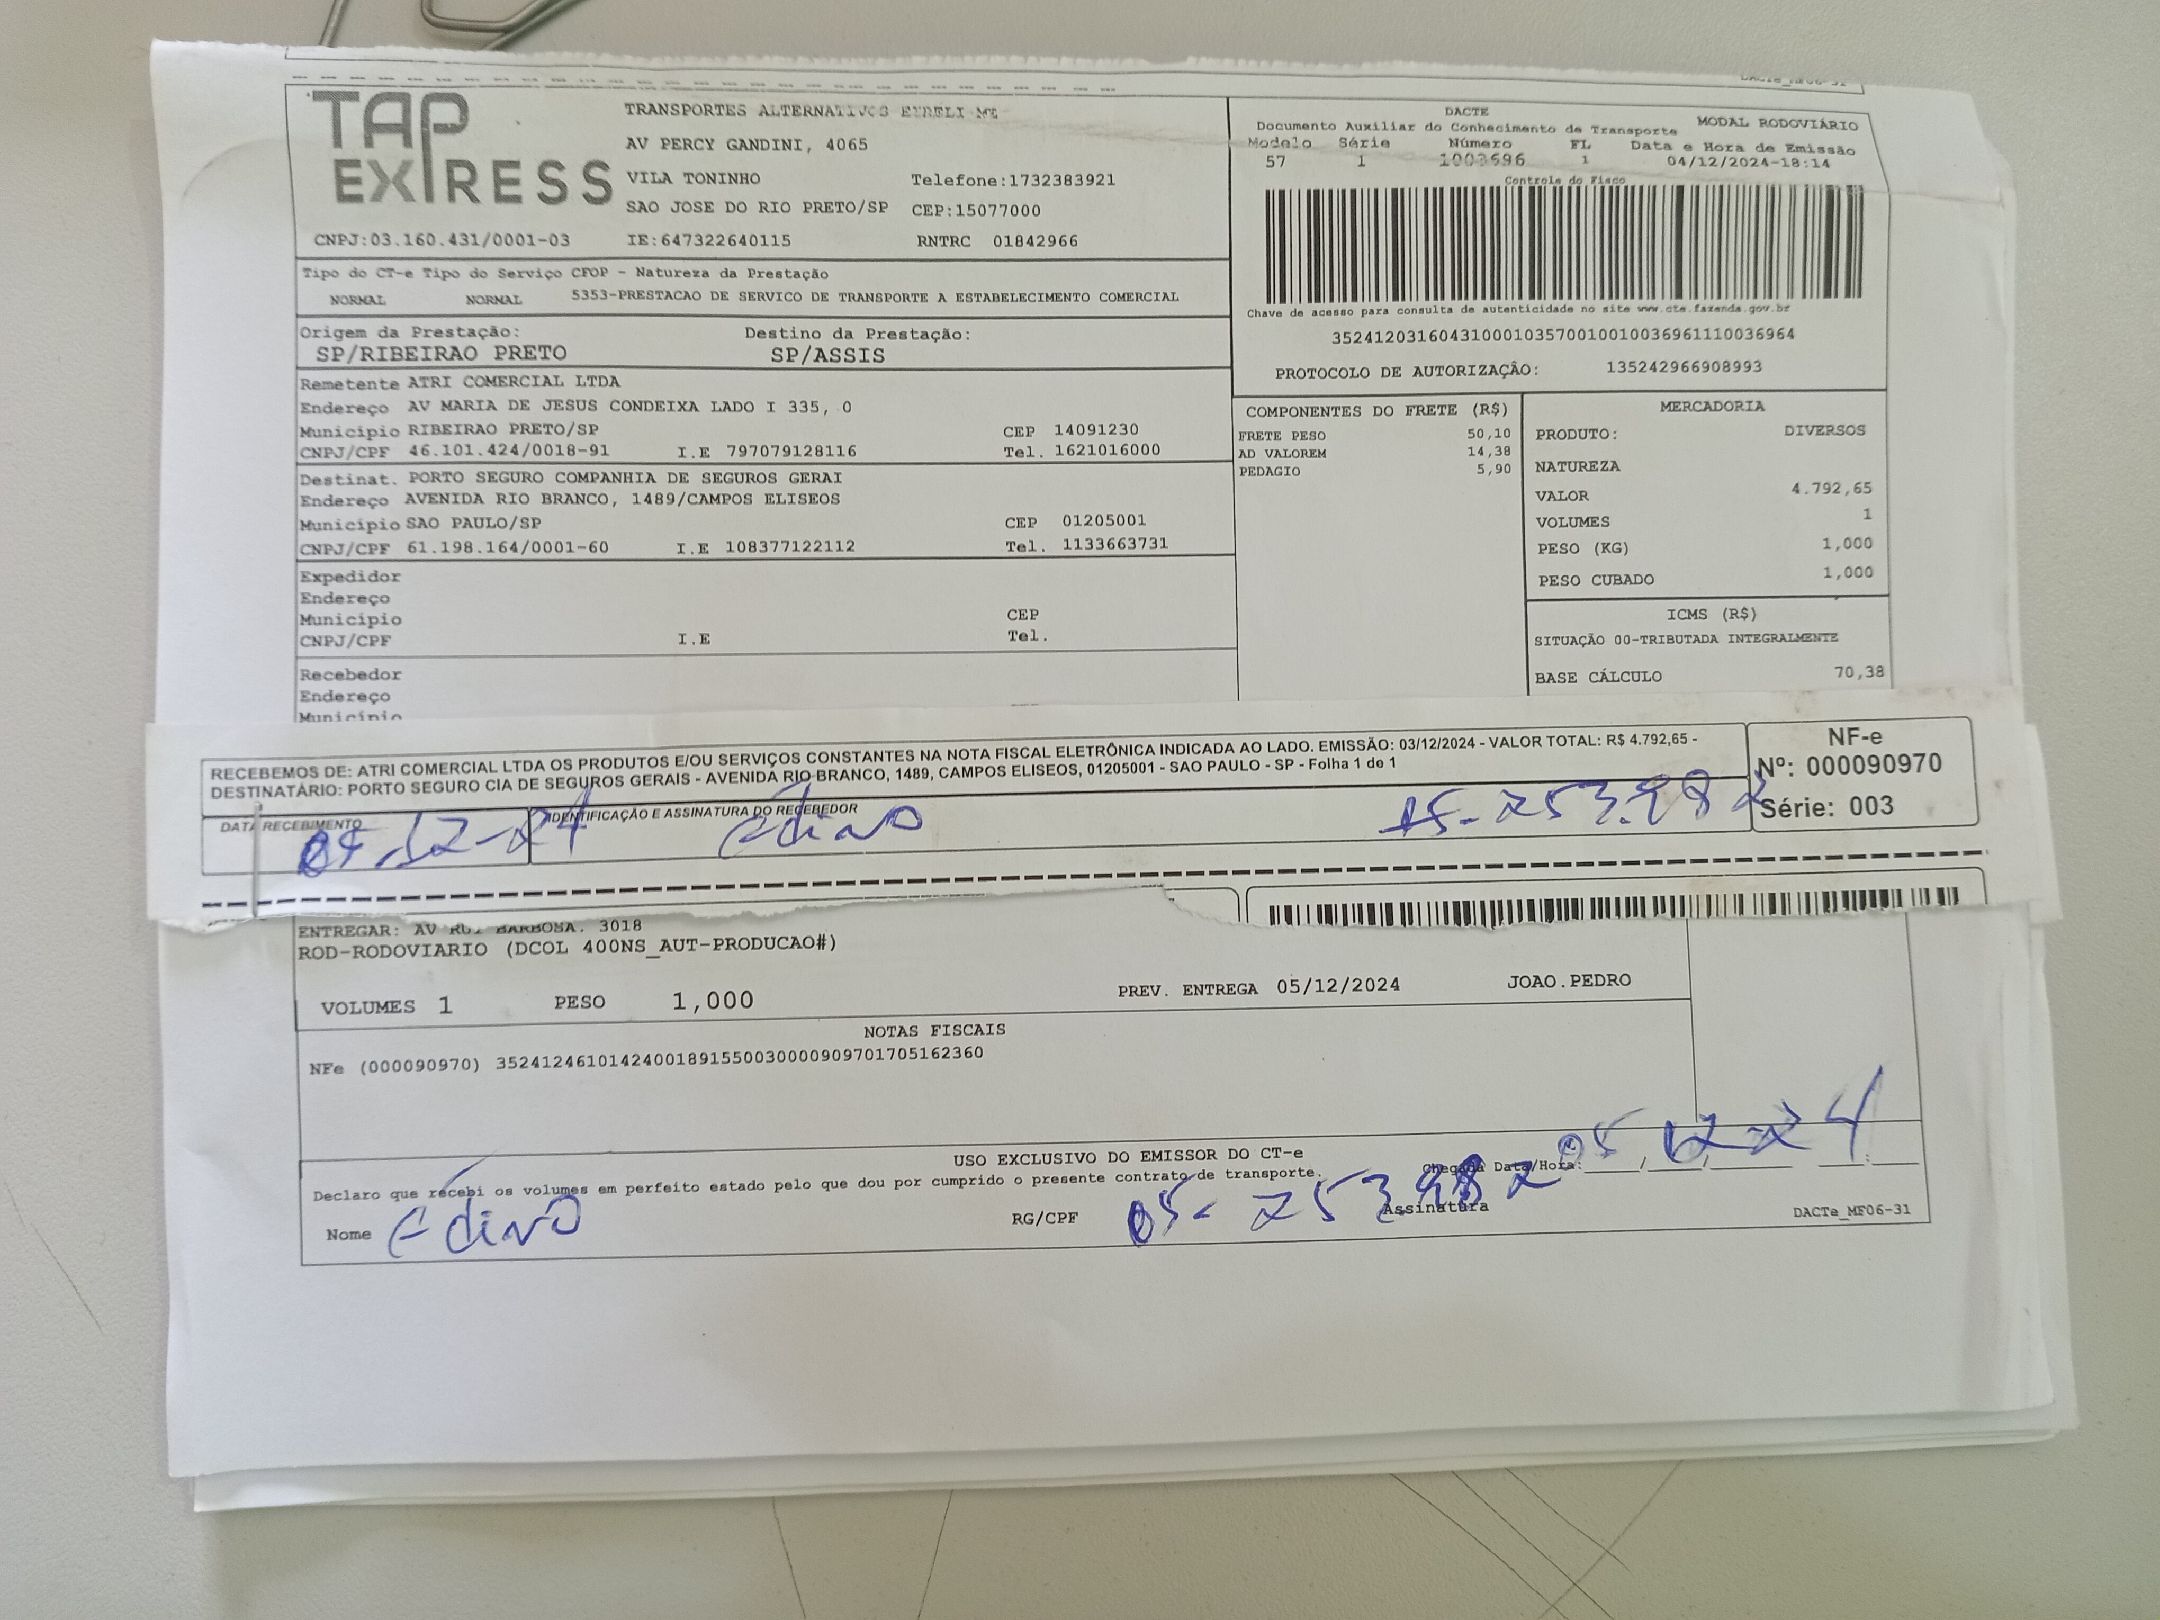 TAP EXPRESS
TRANSPORTES ALTERNATIVOS EIRELI ME
AV PERCY GANDINI, 4065
VILA TONINHO Telefone:1732383921
SAO JOSE DO RIO PRETO/SP CEP:15077000
CNPJ:03.160.431/0001-03 IE:647322640115 RNTRC 01842966
DACTE
Documento Auxiliar do Conhecimento de Transporte MODAL RODOVIÁRIO
Modelo Série Número FL Data e Hora de Emissão
57 1 1003696 1 04/12/2024-18:14
Controle do Fisco
Chave de acesso para consulta de autenticidade no site www.cte.fazenda.gov.br
35241203160431000103570010010036961110036964
PROTOCOLO DE AUTORIZAÇÃO: 135242966908993
Tipo do CT-e Tipo do Serviço CFOP - Natureza da Prestação
NORMAL NORMAL 5353-PRESTACAO DE SERVICO DE TRANSPORTE A ESTABELECIMENTO COMERCIAL
Origem da Prestação: Destino da Prestação:
SP/RIBEIRAO PRETO SP/ASSIS
Remetente ATRI COMERCIAL LTDA
Endereço AV MARIA DE JESUS CONDEIXA LADO I 335, 0
Município RIBEIRAO PRETO/SP CEP 14091230
CNPJ/CPF 46.101.424/0018-91 I.E 797079128116 Tel. 1621016000
Destinat. PORTO SEGURO COMPANHIA DE SEGUROS GERAI
Endereço AVENIDA RIO BRANCO, 1489/CAMPOS ELISEOS
Município SAO PAULO/SP CEP 01205001
CNPJ/CPF 61.198.164/0001-60 I.E 108377122112 Tel. 1133663731
Expedidor
Endereço
Município CEP
CNPJ/CPF I.E Tel.
Recebedor
Endereço
Município
COMPONENTES DO FRETE (R$)
FRETE PESO 50,10
AD VALOREM 14,38
PEDAGIO 5,90
MERCADORIA
PRODUTO: DIVERSOS
NATUREZA
VALOR 4.792,65
VOLUMES 1
PESO (KG) 1,000
PESO CUBADO 1,000
ICMS (R$)
SITUAÇÃO 00-TRIBUTADA INTEGRALMENTE
BASE CÁLCULO 70,38
RECEBEMOS DE: ATRI COMERCIAL LTDA OS PRODUTOS E/OU SERVIÇOS CONSTANTES NA NOTA FISCAL ELETRÔNICA INDICADA AO LADO. EMISSÃO: 03/12/2024 - VALOR TOTAL: R$ 4.792,65 -
DESTINATÁRIO: PORTO SEGURO CIA DE SEGUROS GERAIS - AVENIDA RIO BRANCO, 1489, CAMPOS ELISEOS, 01205001 - SAO PAULO - SP - Folha 1 de 1
NF-e
Nº: 000090970
Série: 003
DATA RECEBIMENTO IDENTIFICAÇÃO E ASSINATURA DO RECEBEDOR
Edino
ENTREGAR: AV RUI BARBOSA, 3018
ROD-RODOVIARIO (DCOL 400NS_AUT-PRODUCAO#)
VOLUMES 1 PESO 1,000 PREV. ENTREGA 05/12/2024 JOAO.PEDRO
NOTAS FISCAIS
NFe (000090970) 35241246101424001891550030000909701705162360
USO EXCLUSIVO DO EMISSOR DO CT-e
Declaro que recebi os volumes em perfeito estado pelo que dou por cumprido o presente contrato de transporte. Chegada Data/Hora: 05 12 24
Nome Edino RG/CPF Assinatura
DACTe_MF06-31